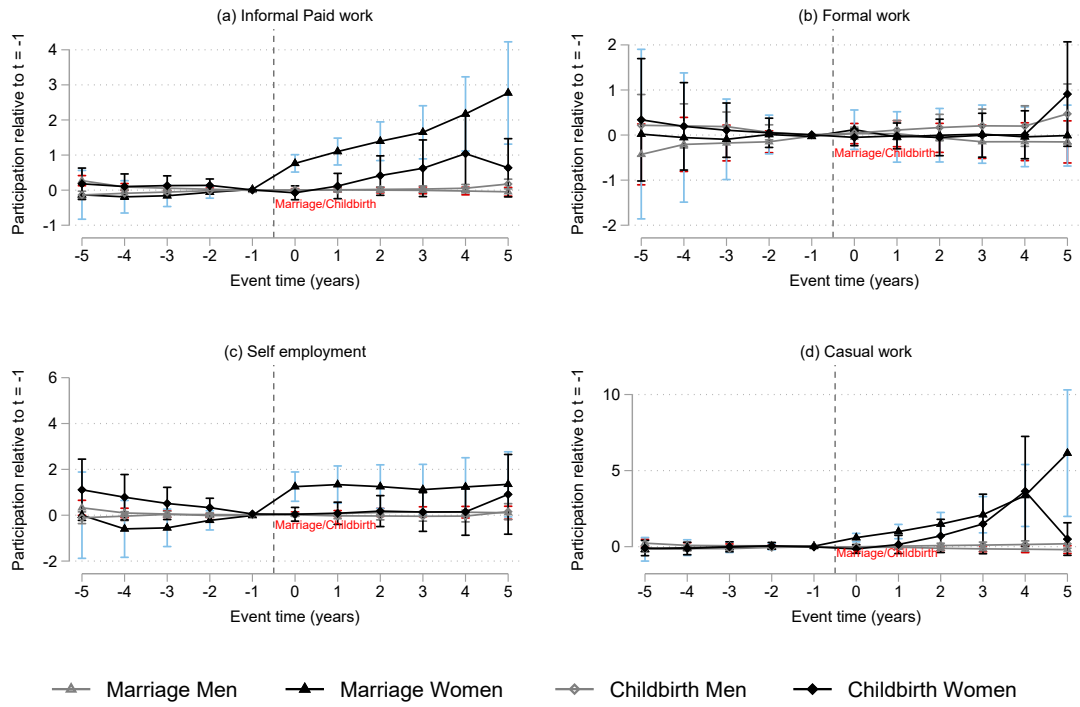 (a) Informal Paid work
Participation relative to t = -1
4
3
2
1
0
-1
Marriage/Childbirth
-5 -4 -3 -2 -1 0 1 2 3 4 5
Event time (years)
(b) Formal work
Participation relative to t = -1
2
1
0
-1
-2
Marriage/Childbirth
-5 -4 -3 -2 -1 0 1 2 3 4 5
Event time (years)
(c) Self employment
Participation relative to t = -1
6
4
2
0
-2
Marriage/Childbirth
-5 -4 -3 -2 -1 0 1 2 3 4 5
Event time (years)
(d) Casual work
Participation relative to t = -1
10
5
0
Marriage/Childbirth
-5 -4 -3 -2 -1 0 1 2 3 4 5
Event time (years)
Marriage Men Marriage Women Childbirth Men Childbirth Women